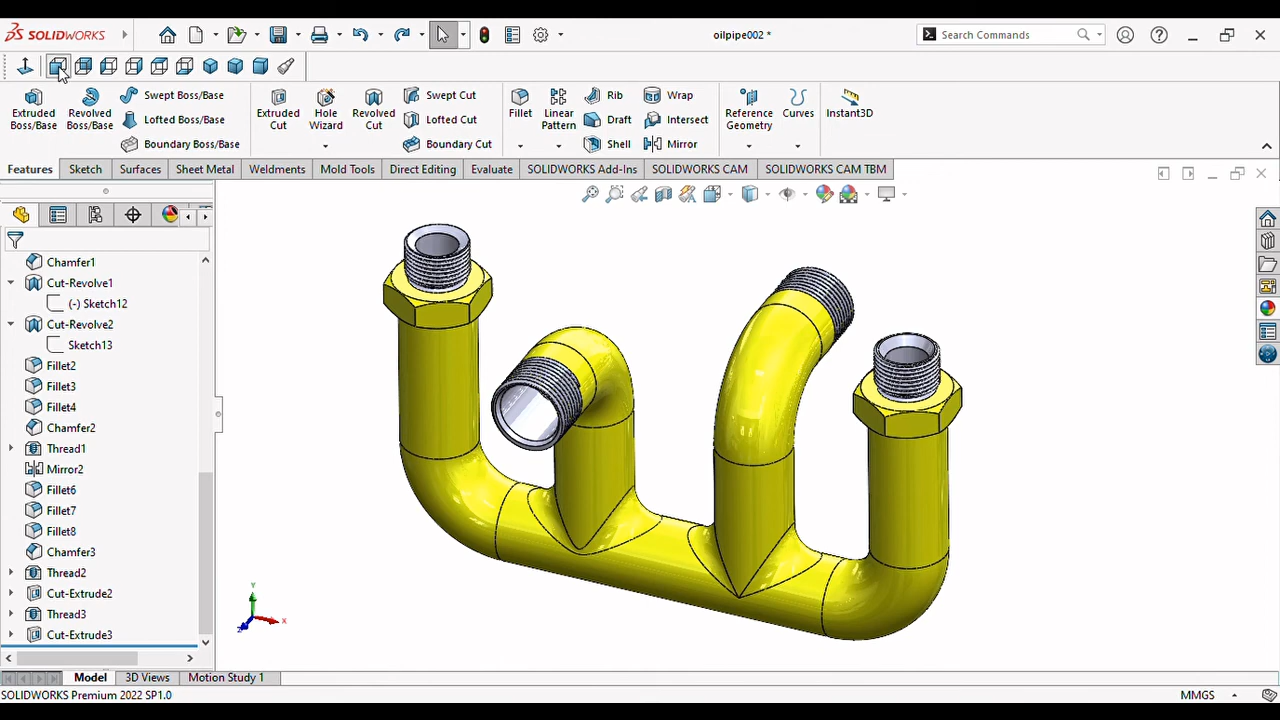 SOLIDWORKS
oilpipe002 *
Search Commands
Extruded Boss/Base
Revolved Boss/Base
Swept Boss/Base
Lofted Boss/Base
Boundary Boss/Base
Extruded Cut
Hole Wizard
Revolved Cut
Swept Cut
Lofted Cut
Boundary Cut
Fillet
Linear Pattern
Rib
Draft
Shell
Wrap
Intersect
Mirror
Reference Geometry
Curves
Instant3D
Features
Sketch
Surfaces
Sheet Metal
Weldments
Mold Tools
Direct Editing
Evaluate
SOLIDWORKS Add-Ins
SOLIDWORKS CAM
SOLIDWORKS CAM TBM
Chamfer1
Cut-Revolve1
(-) Sketch12
Cut-Revolve2
Sketch13
Fillet2
Fillet3
Fillet4
Chamfer2
Thread1
Mirror2
Fillet6
Fillet7
Fillet8
Chamfer3
Thread2
Cut-Extrude2
Thread3
Cut-Extrude3
Y
X
Z
Model
3D Views
Motion Study 1
SOLIDWORKS Premium 2022 SP1.0
MMGS